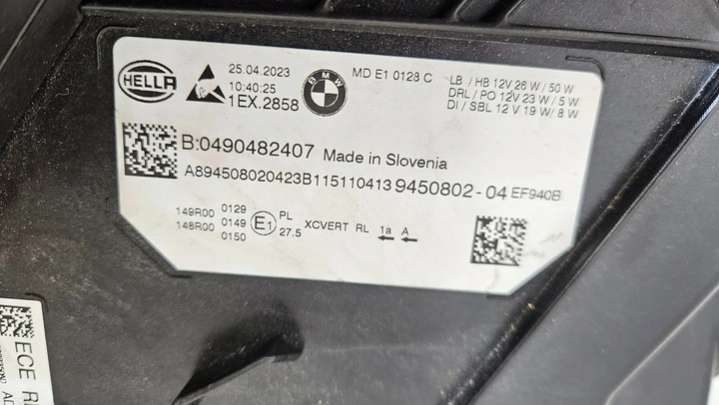 HELLA
25.04.2023
10:40:25
1EX.2858
BMW
MD E1 0128 C
LB / HB 12V 26 W / 50 W
DRL / PO 12V 23 W / 5 W
DI / SBL 12 V 19 W / 8 W
B:0490482407 Made in Slovenia
A894508020423B115110413 9450802-04 EF940B
149R00 0129
148R00 0149
0150
E1
PL
27.5
XCVERT RL 1a A
ECE